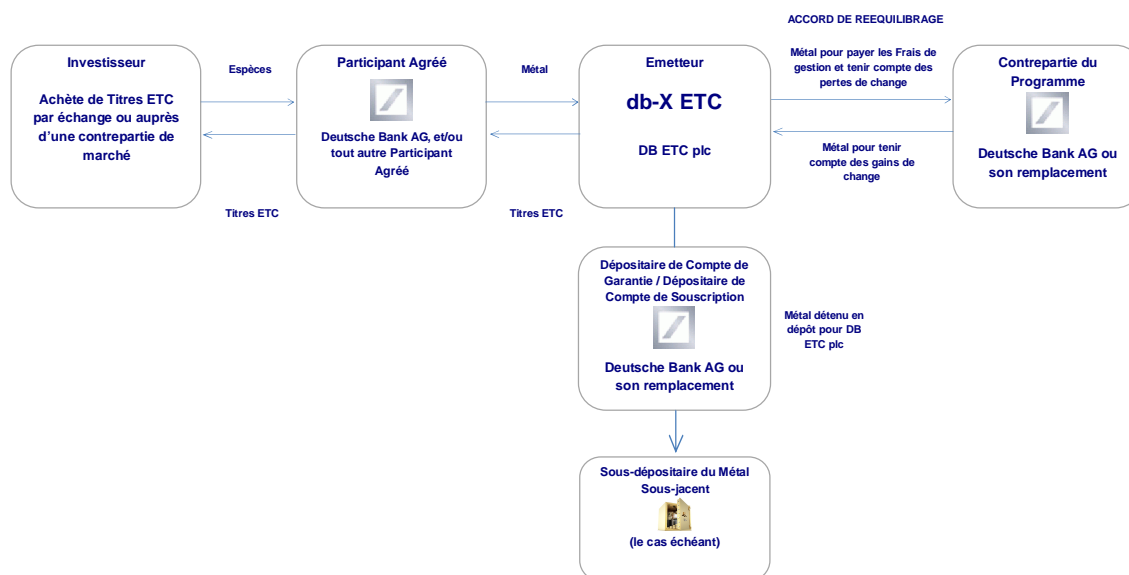 ACCORD DE REEQUILIBRAGE
Investisseur
Achète de Titres ETC
par échange ou auprès
d'une contrepartie de
marché
Espèces
Titres ETC
Participant Agréé
Deutsche Bank AG, et/ou
tout autre Participant
Agréé
Métal
Titres ETC
Emetteur
db-X ETC
DB ETC plc
Métal pour payer les Frais de
gestion et tenir compte des
pertes de change
Métal pour tenir
compte des gains de
change
Contrepartie du
Programme
Deutsche Bank AG ou
son remplacement
Dépositaire de Compte de
Garantie / Dépositaire de
Compte de Souscription
Deutsche Bank AG ou
son remplacement
Métal détenu en
dépôt pour DB
ETC plc
Sous-dépositaire du Métal
Sous-jacent
(le cas échéant)